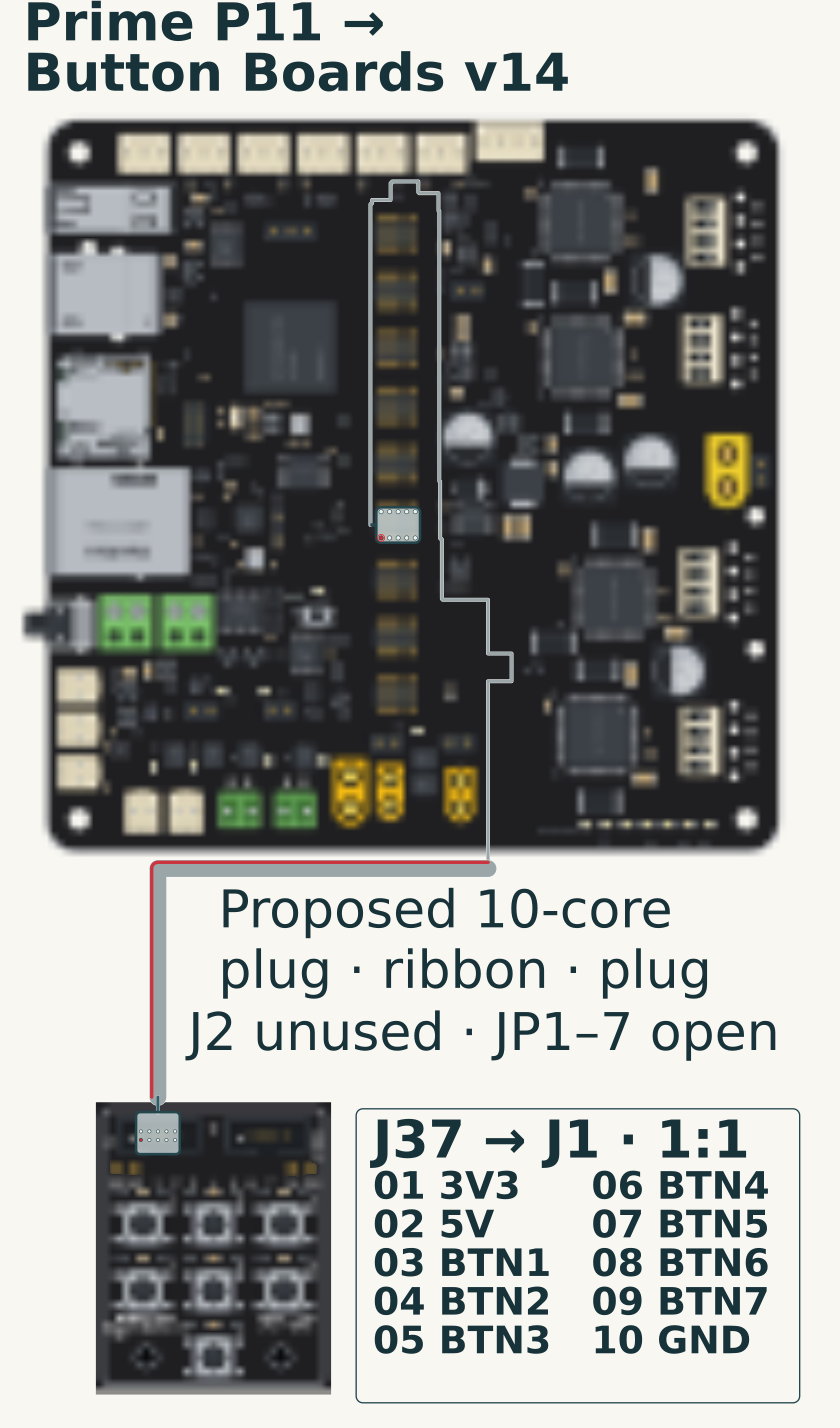 Prime P11 →
Button Boards v14
Proposed 10-core
plug · ribbon · plug
J2 unused · JP1–7 open
J37 → J1 · 1:1
01 3V3 06 BTN4
02 5V 07 BTN5
03 BTN1 08 BTN6
04 BTN2 09 BTN7
05 BTN3 10 GND